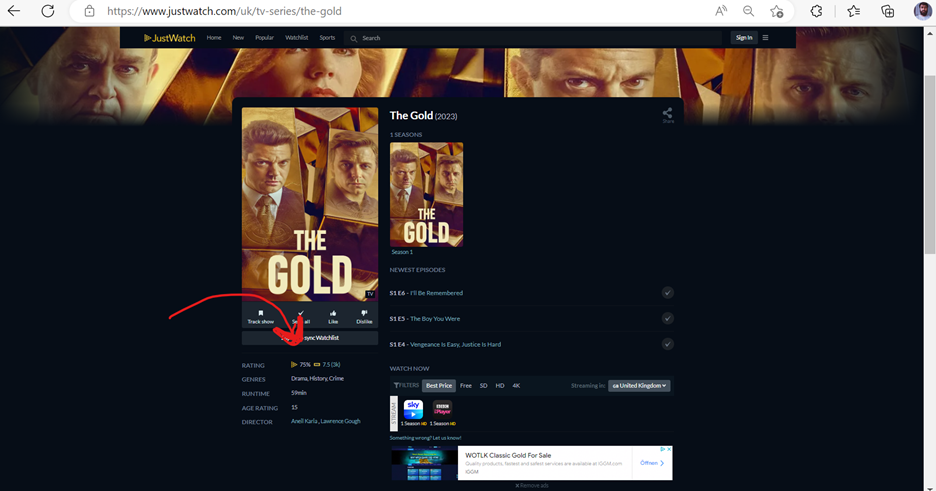 https://www.justwatch.com/uk/tv-series/the-gold
JustWatch Home New Popular Watchlist Sports Search Sign In
The Gold (2023)
Share
1 SEASONS
THE
GOLD
TV
THE
GOLD
Season 1
Track show Like Dislike
Watchlist
RATING 75% 7.5 (3k)
GENRES Drama, History, Crime
RUNTIME 59min
AGE RATING 15
DIRECTOR Aneil Karia, Lawrence Gough
NEWEST EPISODES
S1 E6 - I'll Be Remembered
S1 E5 - The Boy You Were
S1 E4 - Vengeance Is Easy, Justice Is Hard
WATCH NOW
FILTERS Best Price Free SD HD 4K Streaming in: United Kingdom
STREAM
sky
BBC iPlayer
1 Season HD 1 Season HD
Something wrong? Let us know!
WOTLK Classic Gold For Sale
Quality products, fastest and safest services are available at IGGM.com
IGGM
Öffnen
Remove ads